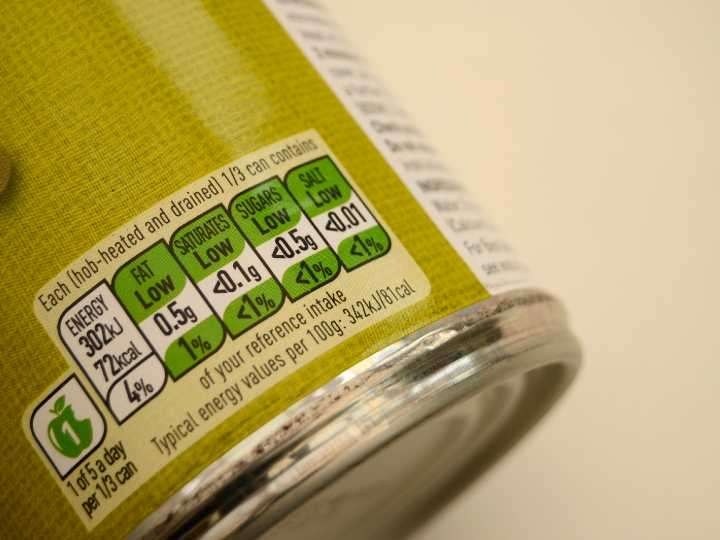 Each (hob-heated and drained) 1/3 can contains
ENERGY
302kJ
72kcal
4%
FAT
Low
0.5g
1%
SATURATES
Low
<0.1g
<1%
SUGARS
Low
<0.5g
<1%
SALT
Low
<0.01
<1%
of your reference intake
Typical energy values per 100g: 342kJ/81cal
1
1 of 5 a day
per 1/3 can